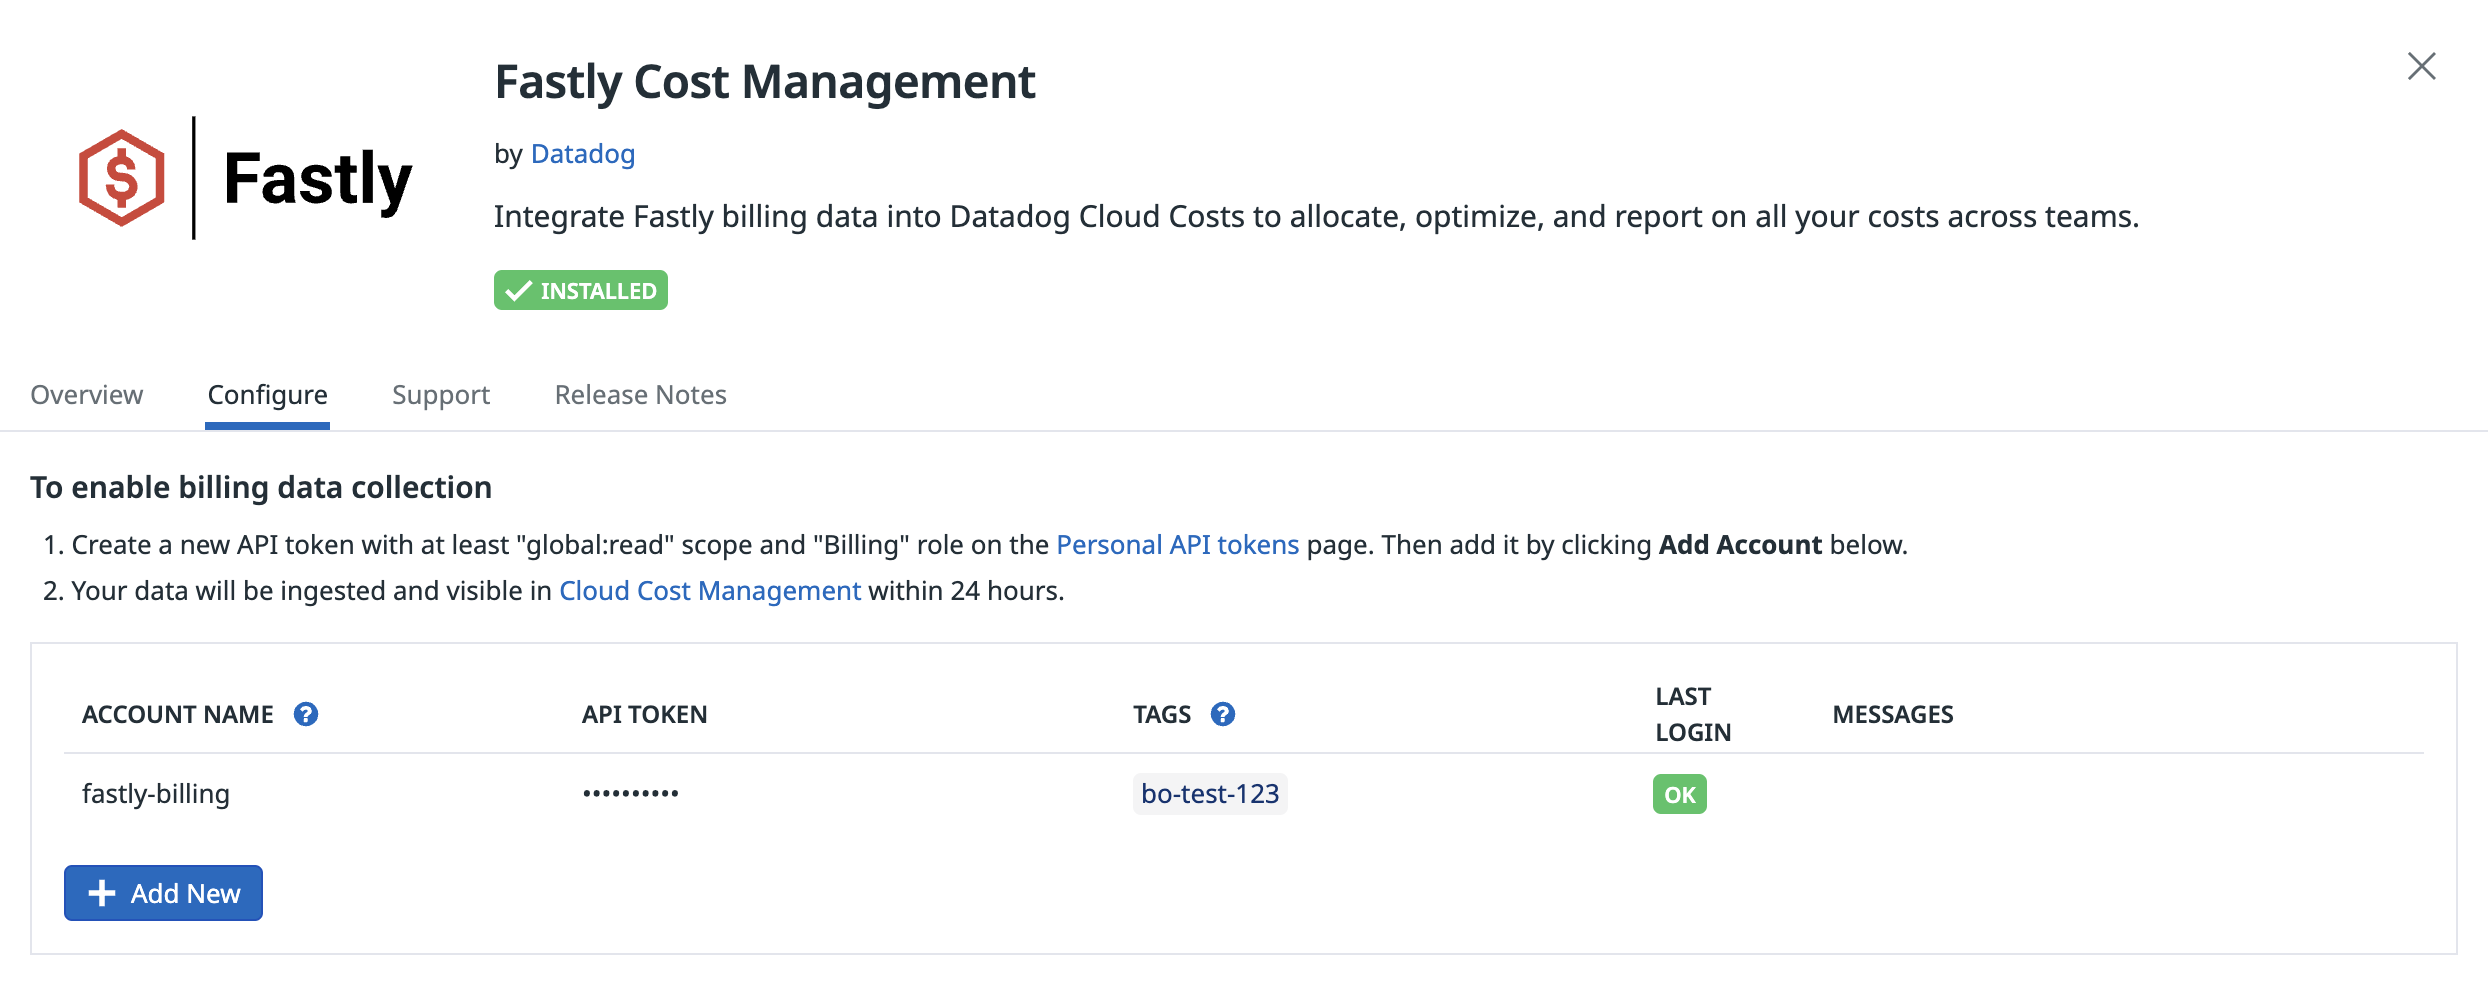 Fastly Cost Management
by Datadog
$ Fastly
Integrate Fastly billing data into Datadog Cloud Costs to allocate, optimize, and report on all your costs across teams.
INSTALLED
Overview Configure Support Release Notes
To enable billing data collection
1. Create a new API token with at least "global:read" scope and "Billing" role on the Personal API tokens page. Then add it by clicking Add Account below.
2. Your data will be ingested and visible in Cloud Cost Management within 24 hours.
ACCOUNT NAME ? API TOKEN TAGS ? LAST LOGIN MESSAGES
fastly-billing •••••••••• bo-test-123 OK
+ Add New